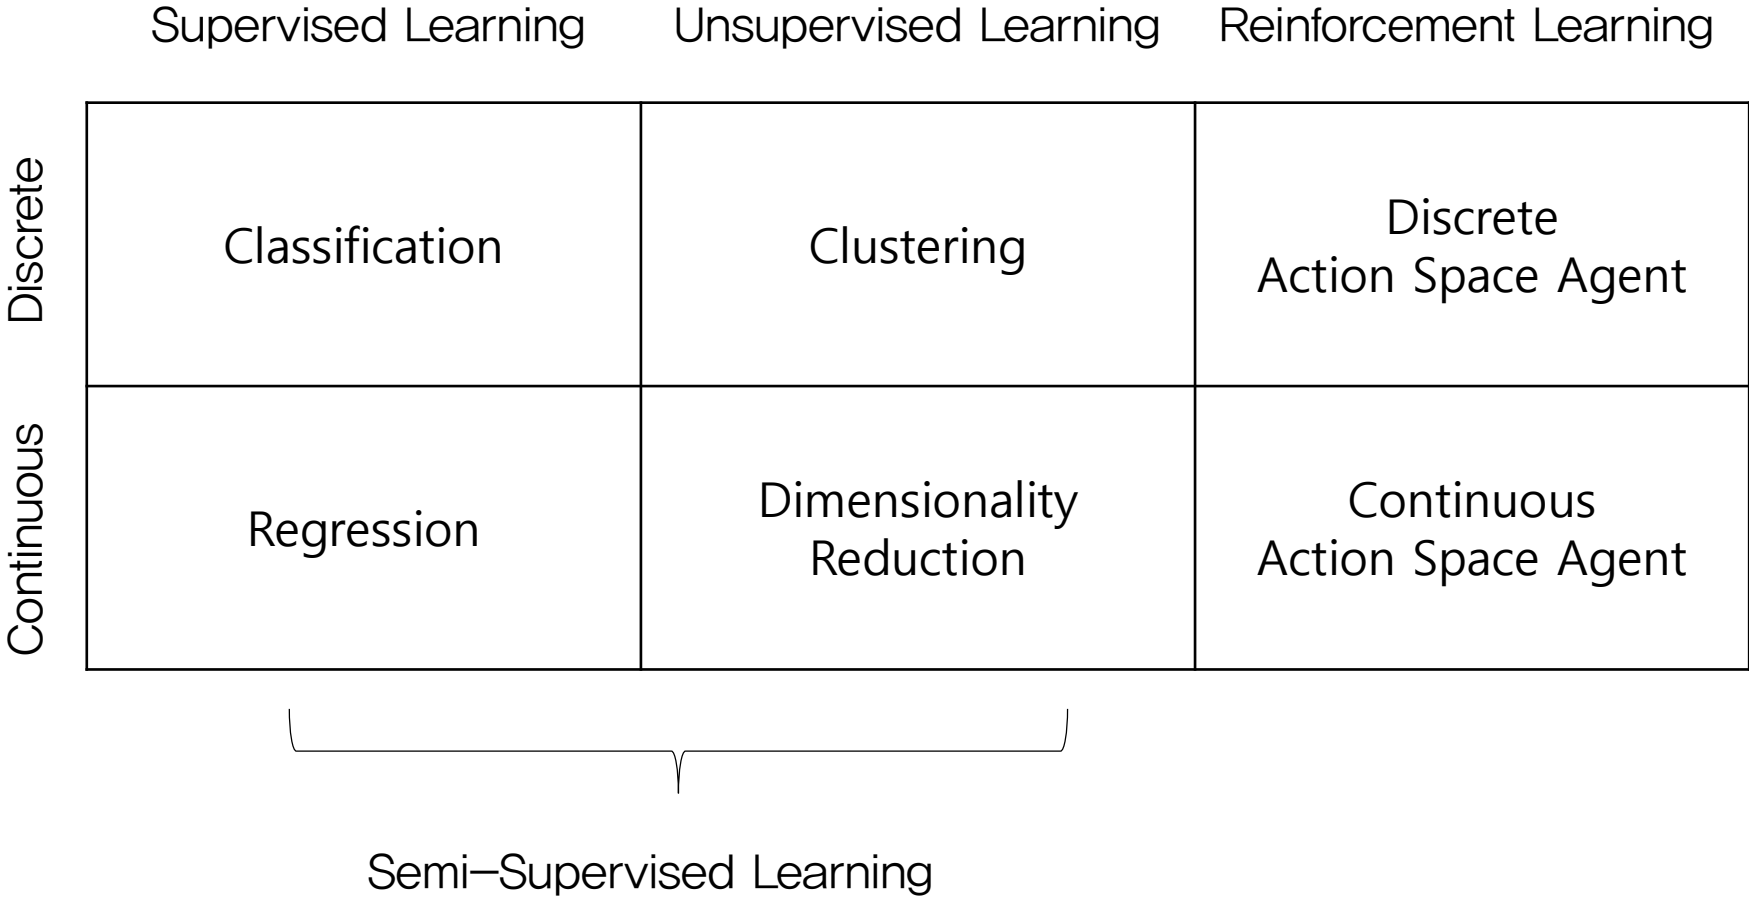 Supervised Learning
Unsupervised Learning
Reinforcement Learning
Discrete
Classification
Clustering
Discrete
Action Space Agent
Continuous
Regression
Dimensionality
Reduction
Continuous
Action Space Agent
Semi-Supervised Learning